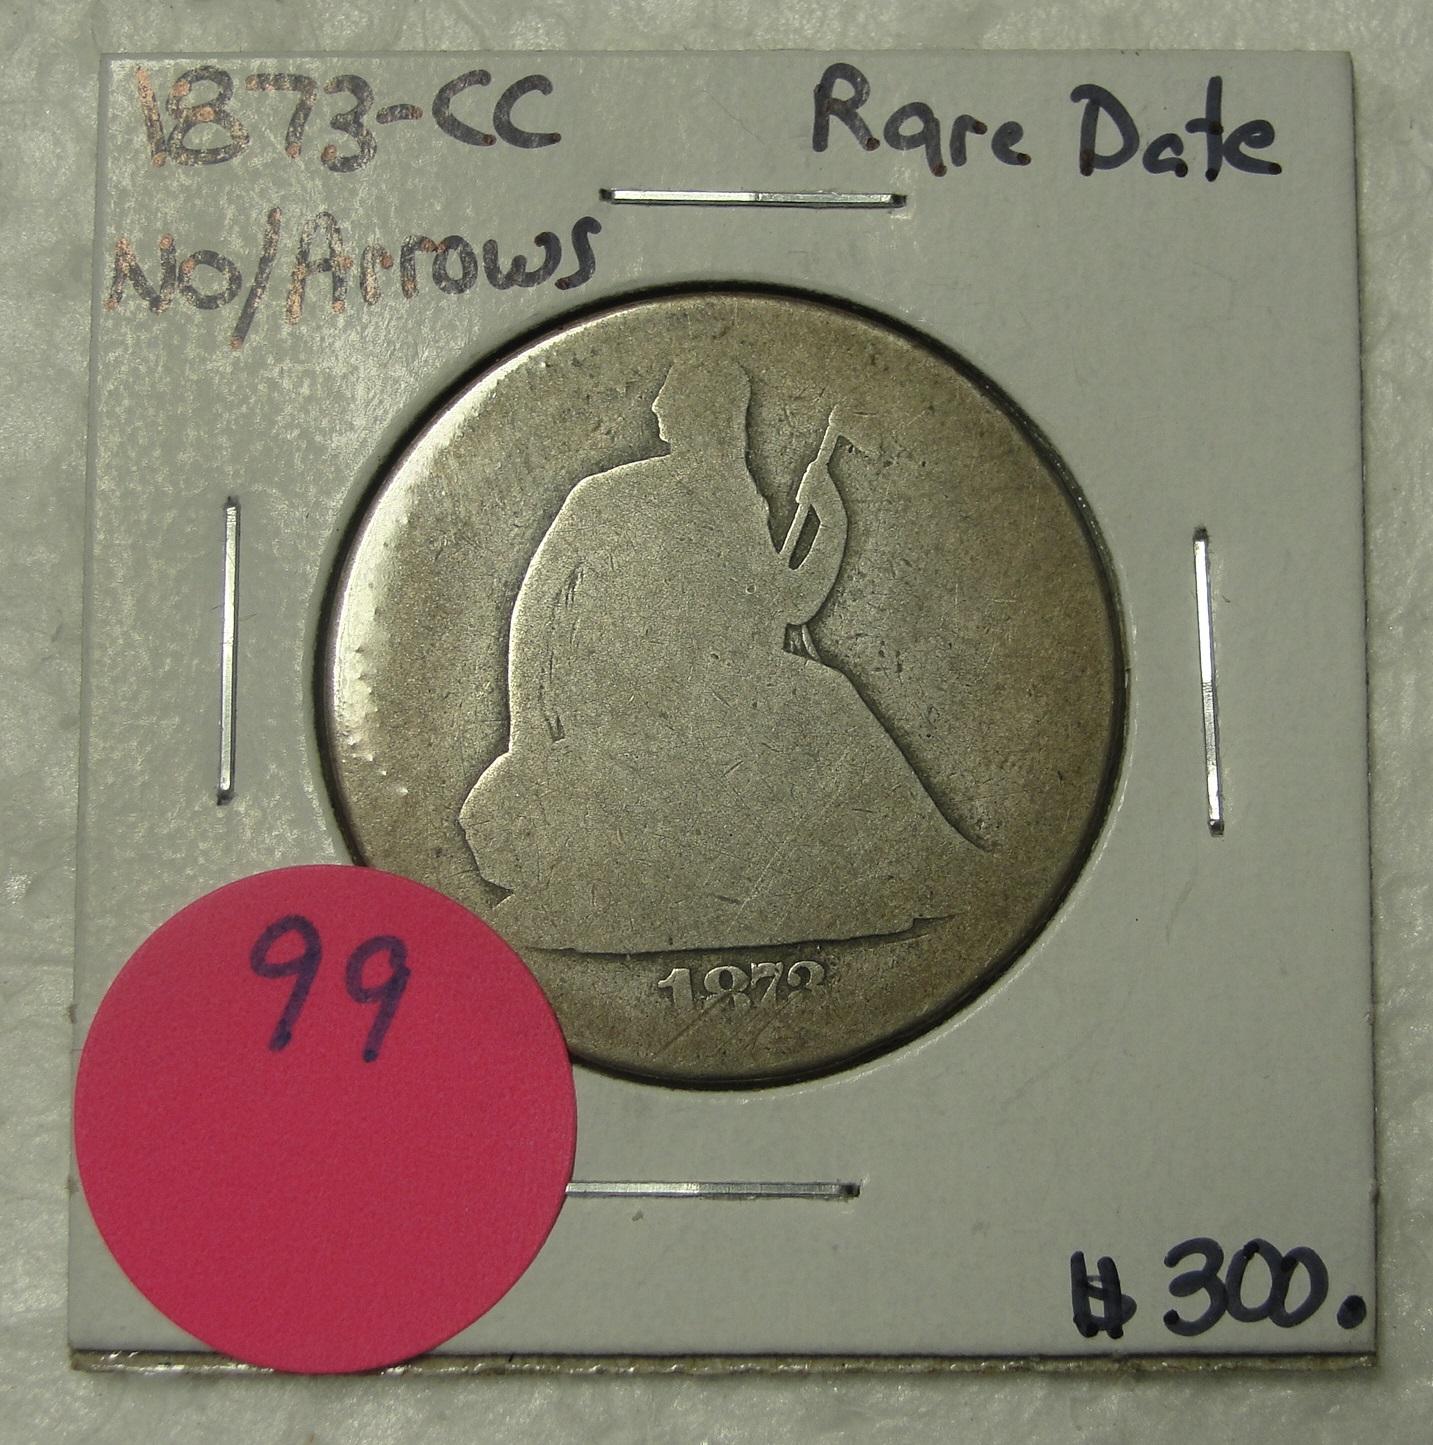 1873-CC Rare Date
No/Arrows
1873
99
$300.